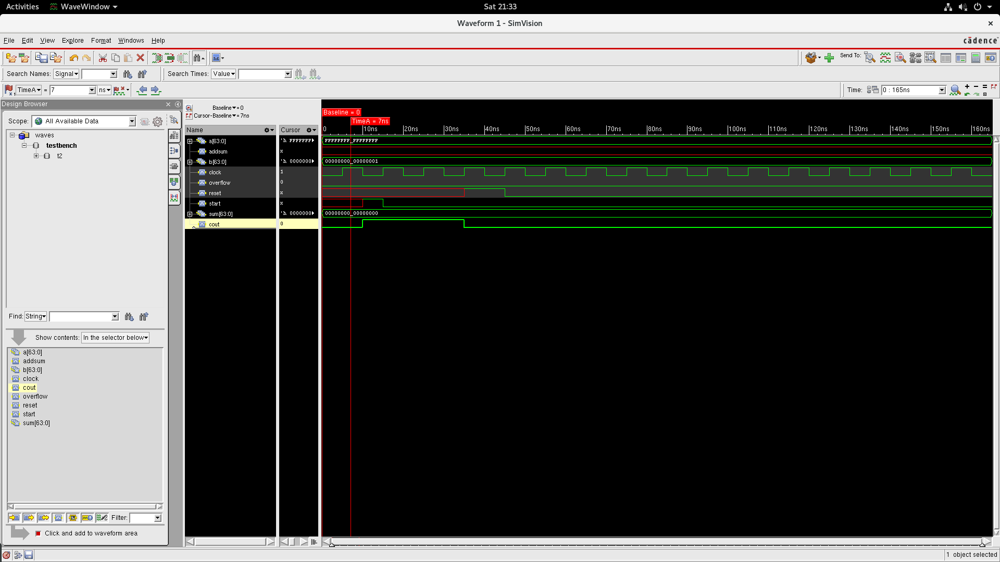 Activities WaveWindow Sat 21:33
Waveform 1 - SimVision
File Edit View Explore Format Windows Help
cādence
Send To:
Search Names: Signal Search Times: Value
TimeA = 7 ns Time: 0 : 165ns
Design Browser
Scope: All Available Data
waves
testbench
t2
Find: String
Show contents: In the selector below
a[63:0]
addsum
b[63:0]
clock
cout
overflow
reset
start
sum[63:0]
Filter:
Click and add to waveform area
Baseline = 0
Cursor-Baseline = 7ns
Name Cursor
a[63:0] 'h FFFFFFF
addsum x
b[63:0] 'h 0000000
clock 1
overflow 0
reset x
start x
sum[63:0] 'h 0000000
cout 0
Baseline = 0
TimeA = 7ns
0 10ns 20ns 30ns 40ns 50ns 60ns 70ns 80ns 90ns 100ns 110ns 120ns 130ns 140ns 150ns 160ns
FFFFFFFF_FFFFFFFF
00000000_00000001
00000000_00000000
1 object selected